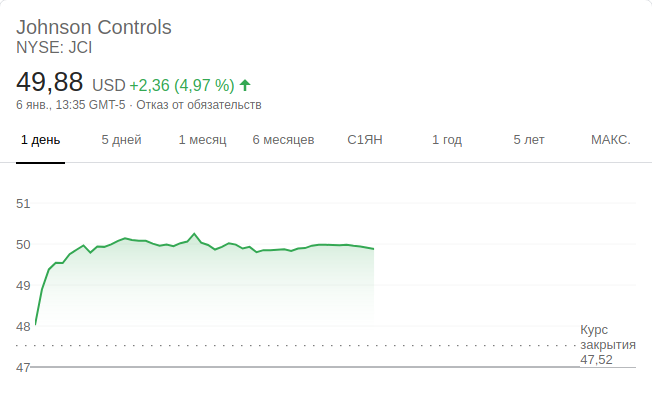 Johnson Controls
NYSE: JCI
49,88 USD +2,36 (4,97 %)
6 янв., 13:35 GMT-5 · Отказ от обязательств
1 день 5 дней 1 месяц 6 месяцев С1ЯН 1 год 5 лет МАКС.
51
50
49
48
Курс
закрытия
47,52
47